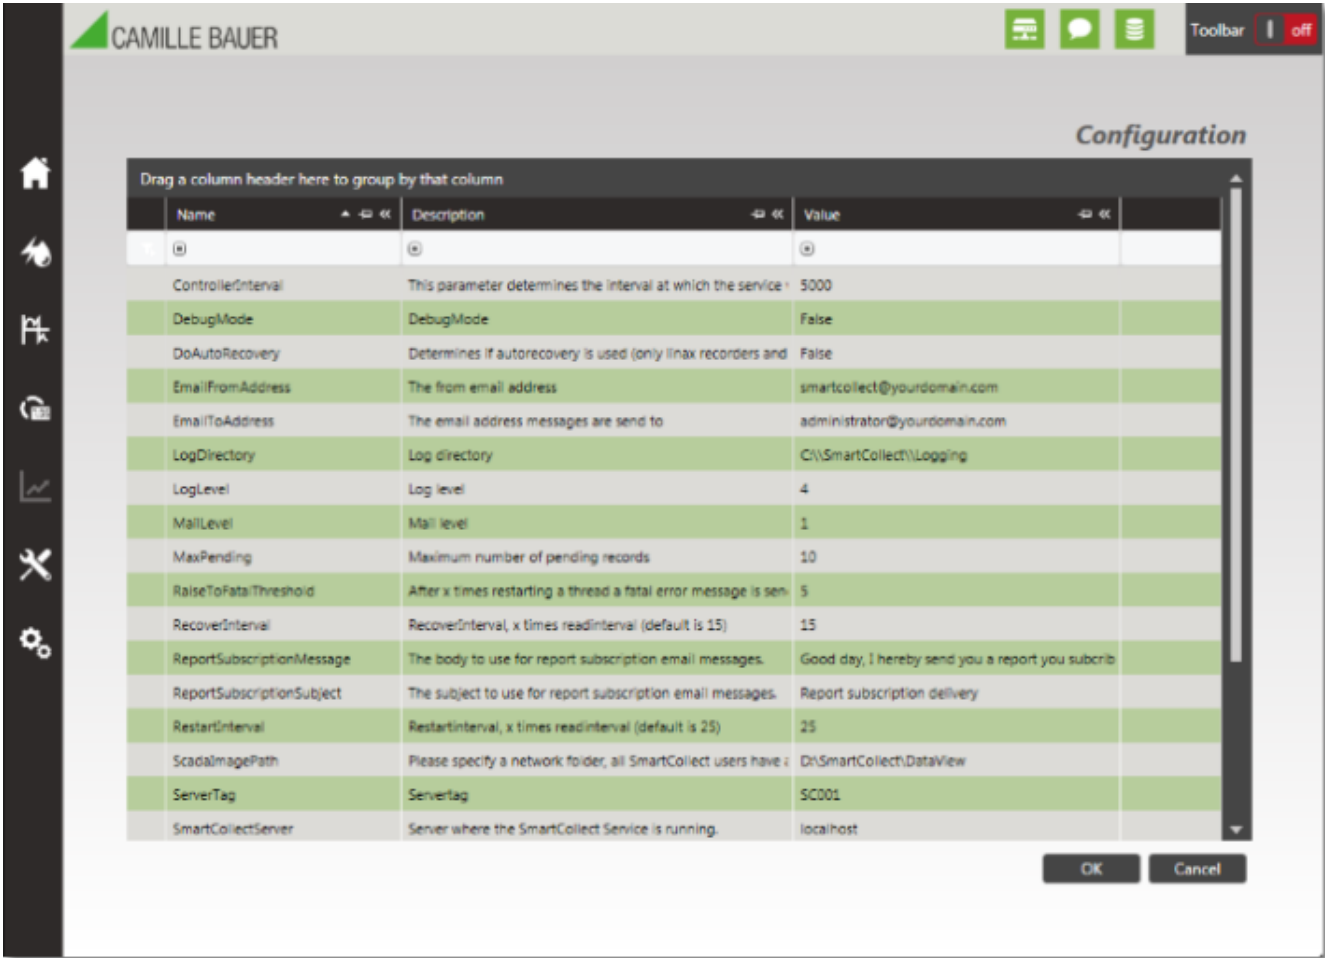 CAMILLE BAUER
Toolbar off
Configuration
Drag a column header here to group by that column
Name Description Value
ControllerInterval This parameter determines the interval at which the service 5000
DebugMode DebugMode False
DoAutoRecovery Determines if autorecovery is used (only linax recorders and False
EmailFromAddress The from email address smartcollect@yourdomain.com
EmailToAddress The email address messages are send to administrator@yourdomain.com
LogDirectory Log directory C:\\SmartCollect\\Logging
LogLevel Log level 4
MailLevel Mail level 1
MaxPending Maximum number of pending records 10
RaiseToFatalThreshold After x times restarting a thread a fatal error message is sen 5
RecoverInterval RecoverInterval, x times readinterval (default is 15) 15
ReportSubscriptionMessage The body to use for report subscription email messages. Good day, I hereby send you a report you subcrib
ReportSubscriptionSubject The subject to use for report subscription email messages. Report subscription delivery
RestartInterval Restartinterval, x times readinterval (default is 25) 25
ScadaImagePath Please specify a network folder, all SmartCollect users have a D:\SmartCollect\DataView
ServerTag Servertag SC001
SmartCollectServer Server where the SmartCollect Service is running. localhost
OK Cancel